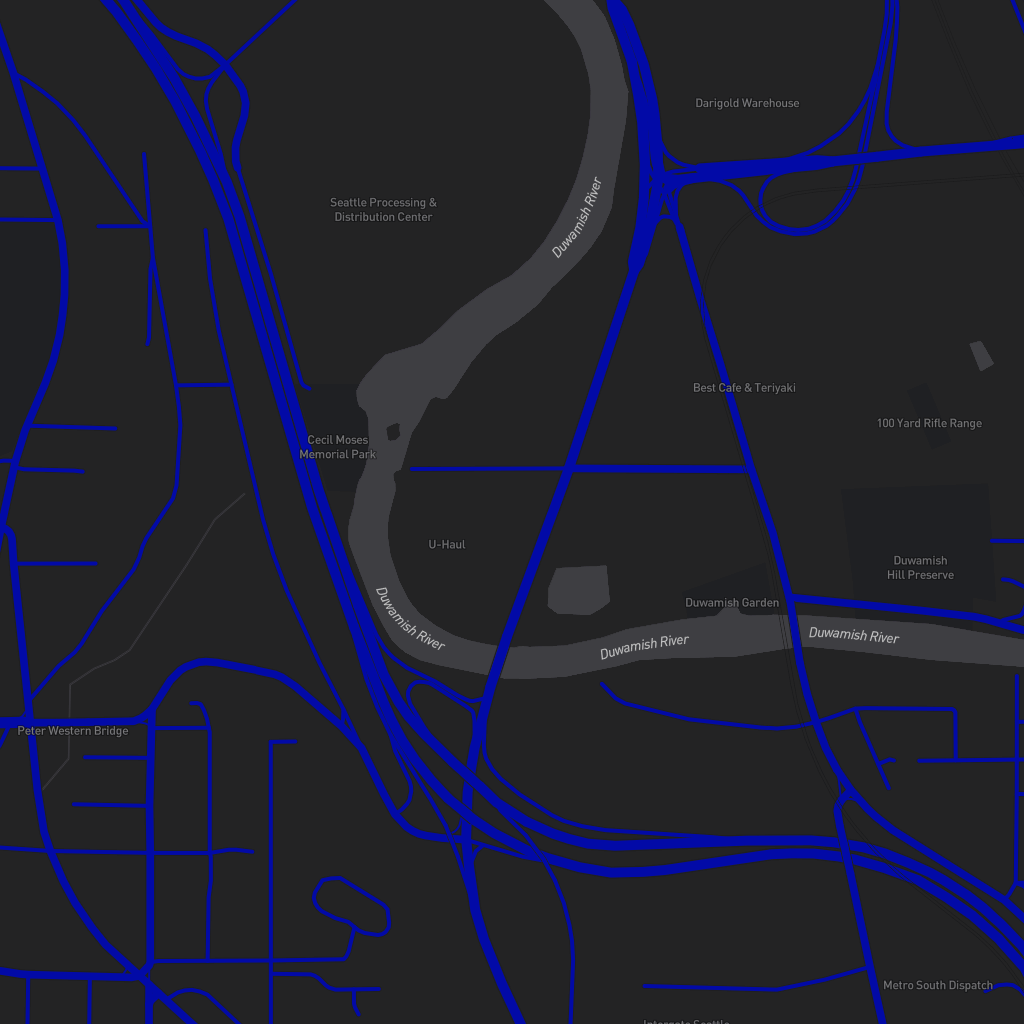 Darigold Warehouse
Seattle Processing &
Distribution Center
Duwamish River
Best Cafe & Teriyaki
100 Yard Rifle Range
Cecil Moses
Memorial Park
U-Haul
Duwamish
Hill Preserve
Duwamish River
Duwamish Garden
Duwamish River
Duwamish River
Peter Western Bridge
Metro South Dispatch